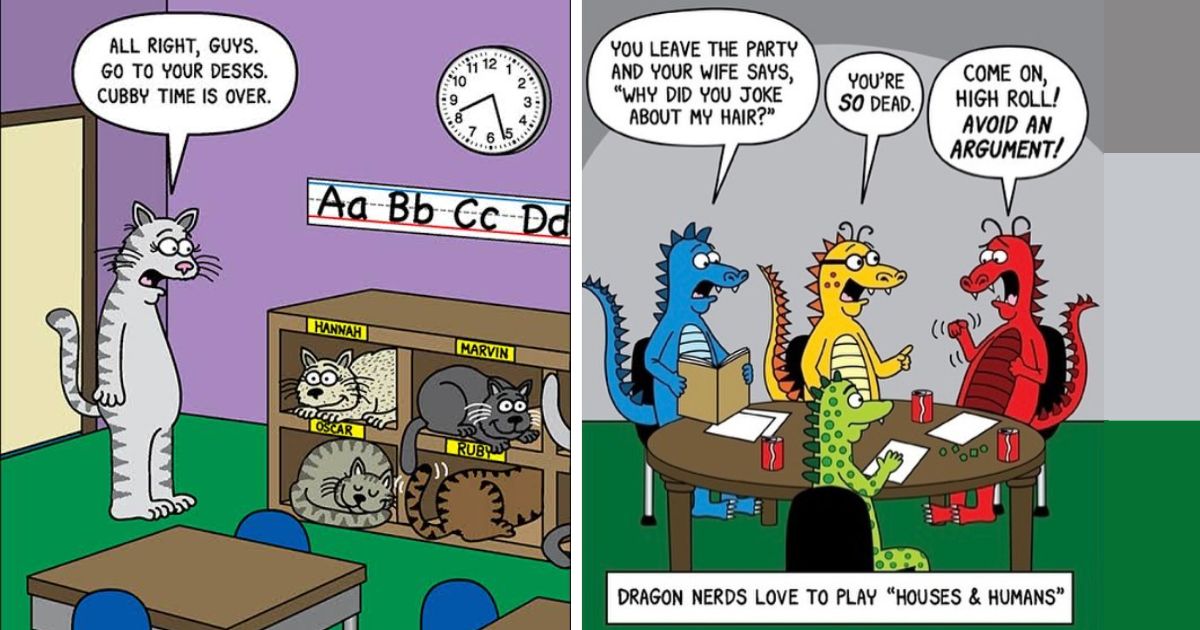 ALL RIGHT, GUYS.
GO TO YOUR DESKS.
CUBBY TIME IS OVER.
11 12 1
10 2
9 3
8 4
7 6 5
Aa Bb Cc Dd
HANNAH
MARVIN
OSCAR
RUBY
YOU LEAVE THE PARTY
AND YOUR WIFE SAYS,
"WHY DID YOU JOKE
ABOUT MY HAIR?"
YOU'RE
SO DEAD.
COME ON,
HIGH ROLL!
AVOID AN
ARGUMENT!
DRAGON NERDS LOVE TO PLAY "HOUSES & HUMANS"